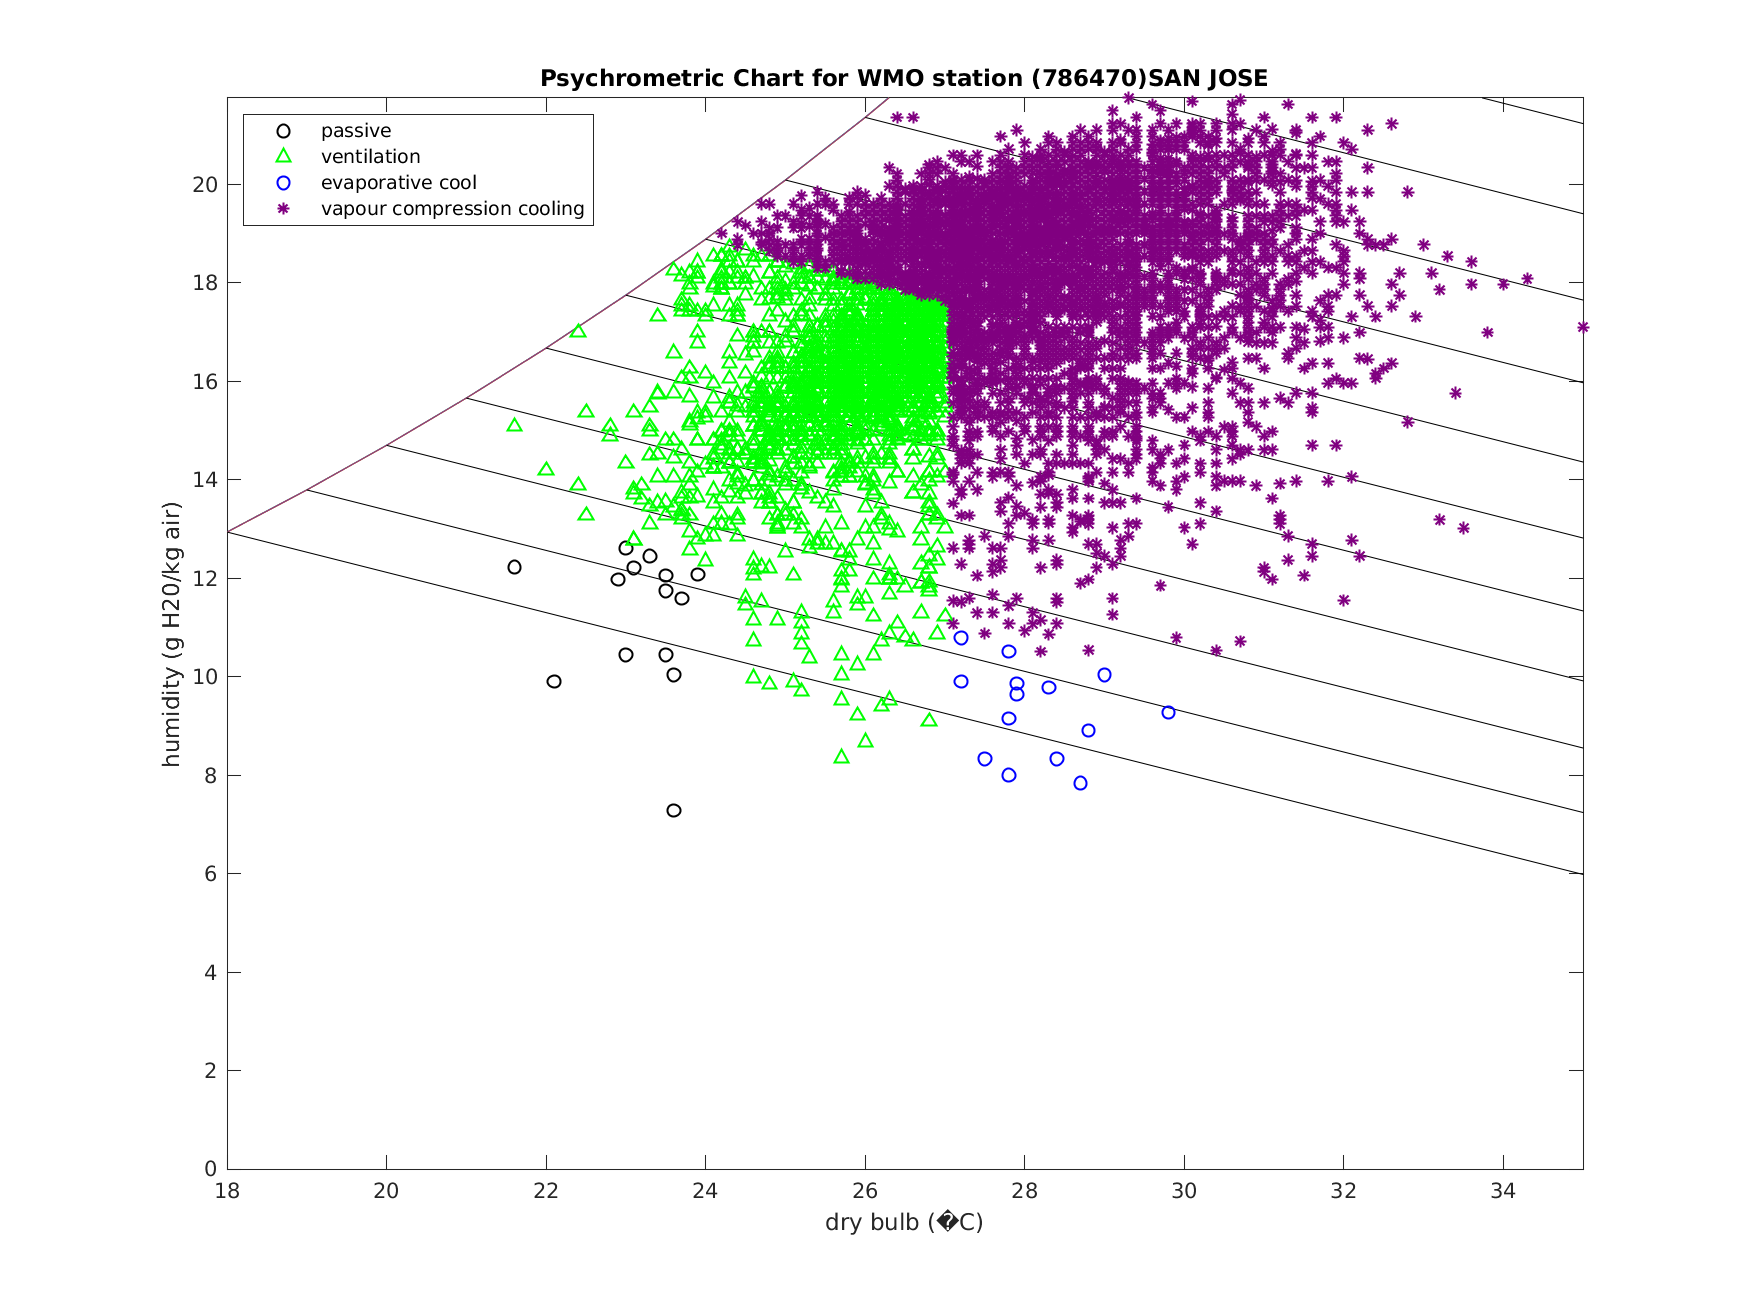 Psychrometric Chart for WMO station (786470)SAN JOSE
passive
ventilation
evaporative cool
vapour compression cooling
humidity (g H20/kg air)
20
18
16
14
12
10
8
6
4
2
0
18 20 22 24 26 28 30 32 34
dry bulb (�C)